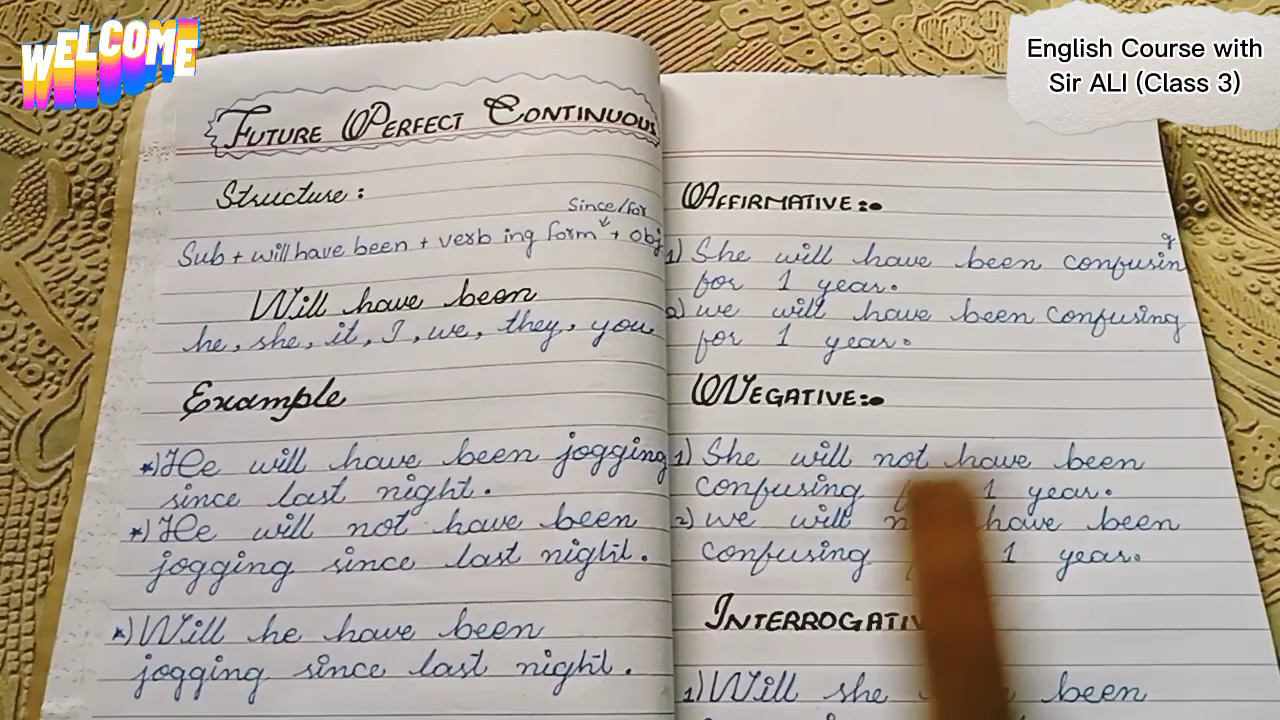 WELCOME
English Course with
Sir ALI (Class 3)
Future Perfect Continuous
Structure:
Since/for
Sub + will have been + verb ing form + obj
Will have been
he, she, it, I, we, they, you
Example
*) He will have been jogging
since last night.
*) He will not have been
jogging since last night.
*) Will he have been
jogging since last night.
Affirmative:
1) She will have been confusing
for 1 year.
2) we will have been confusing
for 1 year.
Negative:
1) She will not have been
confusing 1 year.
2) we will have been
confusing 1 year.
1) Will she been